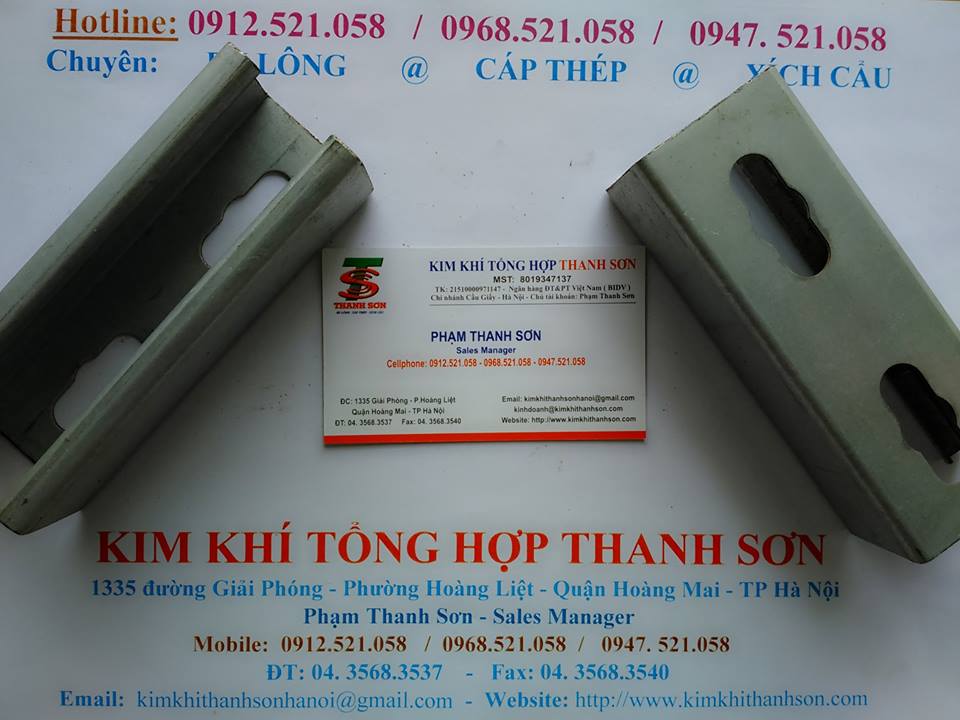 Hotline: 0912.521.058 / 0968.521.058 / 0947. 521.058
Chuyên: LÔNG @ CÁP THÉP @ XÍCH CẨU
TS
THANH SƠN
KIM KHÍ TỔNG HỢP THANH SƠN
MST: 8019347137
TK: 21510000971147 - Ngân hàng ĐT&PT Việt Nam ( BIDV )
Chi nhánh Cầu Giấy - Hà Nội - Chủ tài khoản: Phạm Thanh Sơn
PHẠM THANH SƠN
Sales Manager
Cellphone: 0912.521.058 - 0968.521.058 - 0947.521.058
ĐC: 1335 Giải Phóng - P.Hoàng Liệt
Quận Hoàng Mai - TP Hà Nội
ĐT: 04. 3568.3537 Fax: 04. 3568.3540
Email: kimkhithanhsonhanoi@gmail.com
kinhdoanh@kimkhithanhson.com
Website: http://www.kimkhithanhson.com
KIM KHÍ TỔNG HỢP THANH SƠN
1335 đường Giải Phóng - Phường Hoàng Liệt - Quận Hoàng Mai - TP Hà Nội
Phạm Thanh Sơn - Sales Manager
Mobile: 0912.521.058 / 0968.521.058 / 0947. 521.058
ĐT: 04. 3568.3537 - Fax: 04. 3568.3540
Email: kimkhithanhsonhanoi@gmail.com - Website: http://www.kimkhithanhson.com